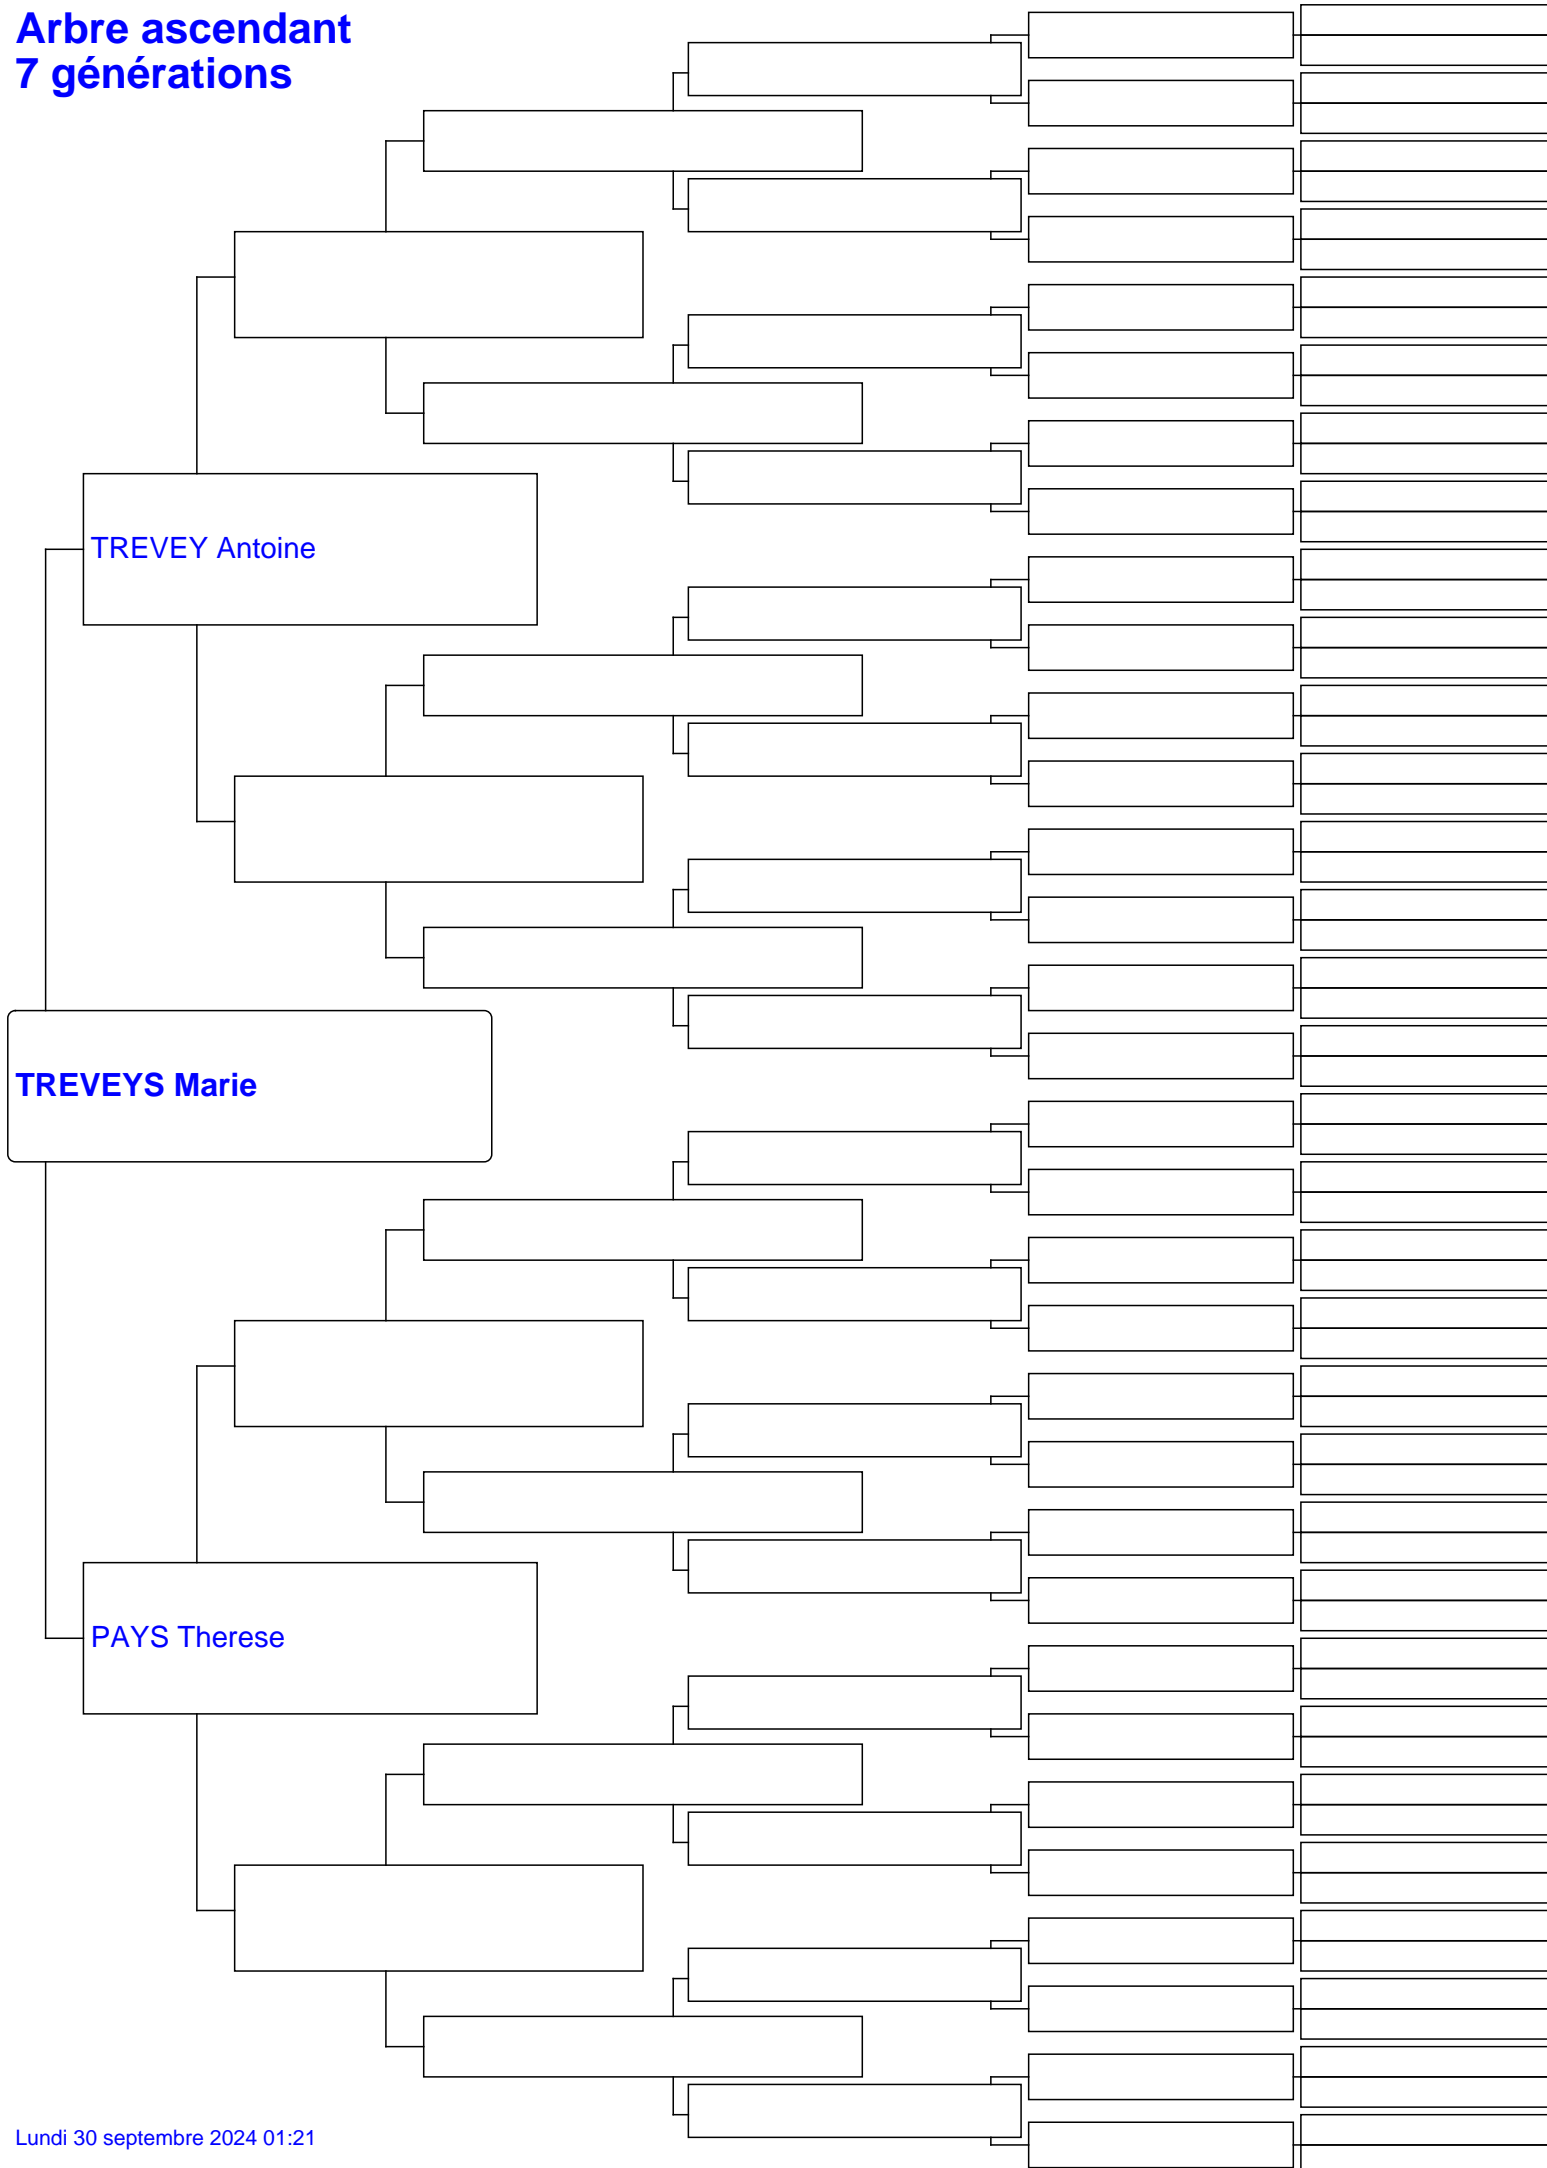 Arbre ascendant
7 générations
TREVEY Antoine
TREVEYS Marie
PAYS Therese
Lundi 30 septembre 2024 01:21